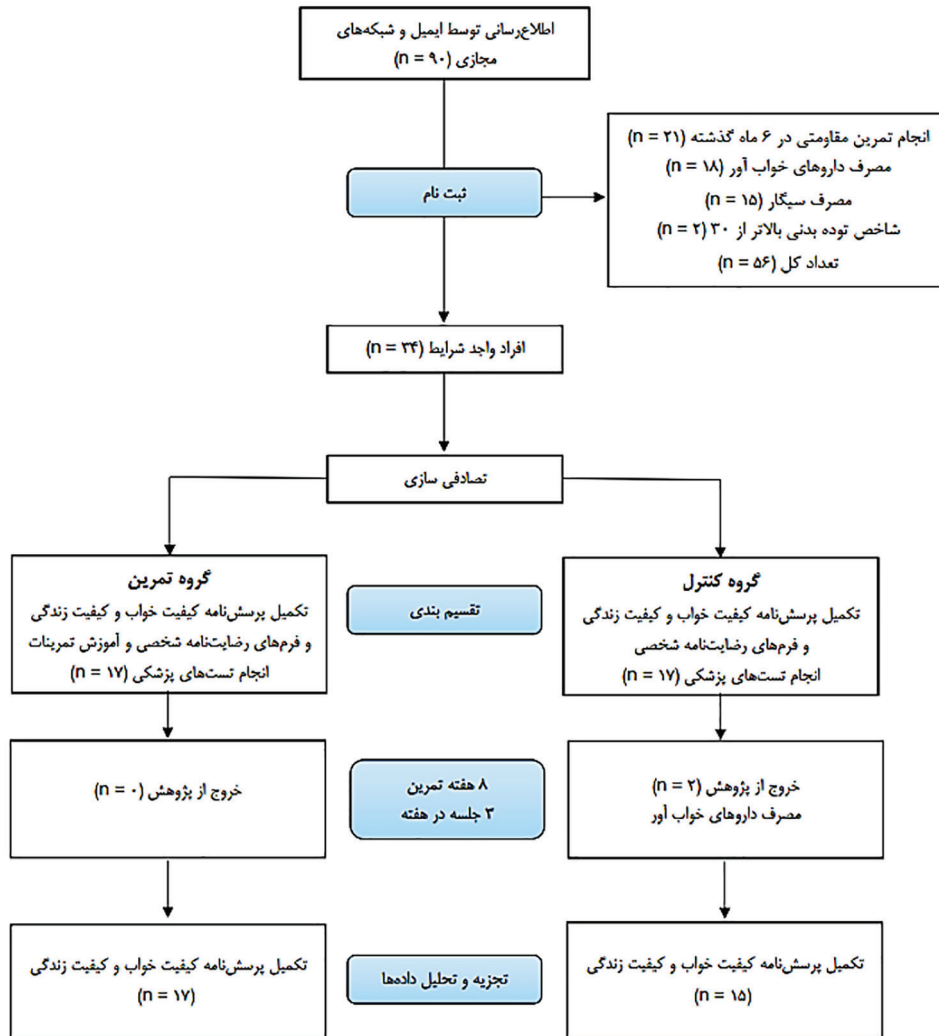 اطلاع‌رسانی توسط ایمیل و شبکه‌های
مجازی (n = ۹۰)
انجام تمرین مقاومتی در ۶ ماه گذشته (n = ۲۱)
مصرف داروهای خواب آور (n = ۱۸)
مصرف سیگار (n = ۱۵)
شاخص توده بدنی بالاتر از ۳۰ (n = ۲)
تعداد کل (n = ۵۶)
ثبت نام
افراد واجد شرایط (n = ۳۴)
تصادفی سازی
گروه کنترل
تکمیل پرسش‌نامه کیفیت خواب و کیفیت زندگی
و فرم‌های رضایت‌نامه شخصی
انجام تست‌های پزشکی (n = ۱۷)
تقسیم بندی
گروه تمرین
تکمیل پرسش‌نامه کیفیت خواب و کیفیت زندگی
و فرم‌های رضایت‌نامه شخصی و آموزش تمرینات
انجام تست‌های پزشکی (n = ۱۷)
خروج از پژوهش (n = ۲)
مصرف داروهای خواب آور
۸ هفته تمرین
۳ جلسه در هفته
خروج از پژوهش (n = ۰)
تکمیل پرسش‌نامه کیفیت خواب و کیفیت زندگی
(n = ۱۵)
تجزیه و تحلیل داده‌ها
تکمیل پرسش‌نامه کیفیت خواب و کیفیت زندگی
(n = ۱۷)